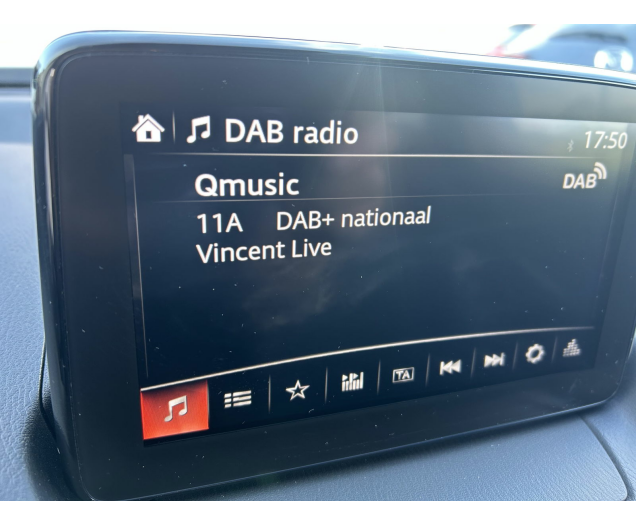 DAB radio 17:50
Qmusic DAB
11A DAB+ nationaal
Vincent Live
TA